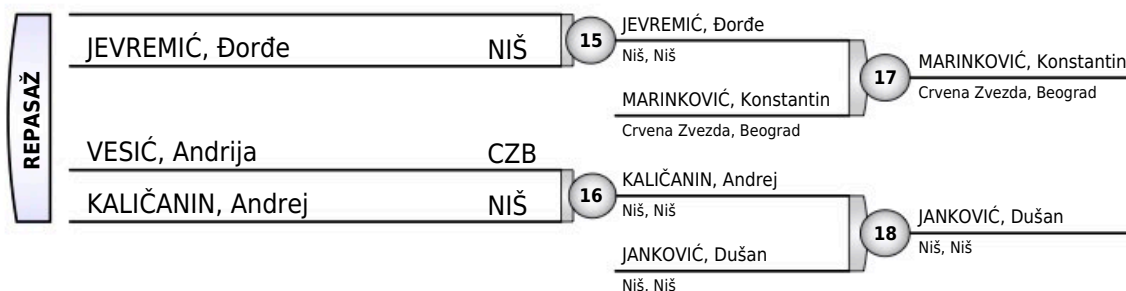 REPASAŽ
JEVREMIĆ, Đorđe NIŠ
VESIĆ, Andrija CZB
KALIČANIN, Andrej NIŠ
15
JEVREMIĆ, Đorđe
Niš, Niš
MARINKOVIĆ, Konstantin
Crvena Zvezda, Beograd
16
KALIČANIN, Andrej
Niš, Niš
JANKOVIĆ, Dušan
Niš, Niš
17
MARINKOVIĆ, Konstantin
Crvena Zvezda, Beograd
18
JANKOVIĆ, Dušan
Niš, Niš